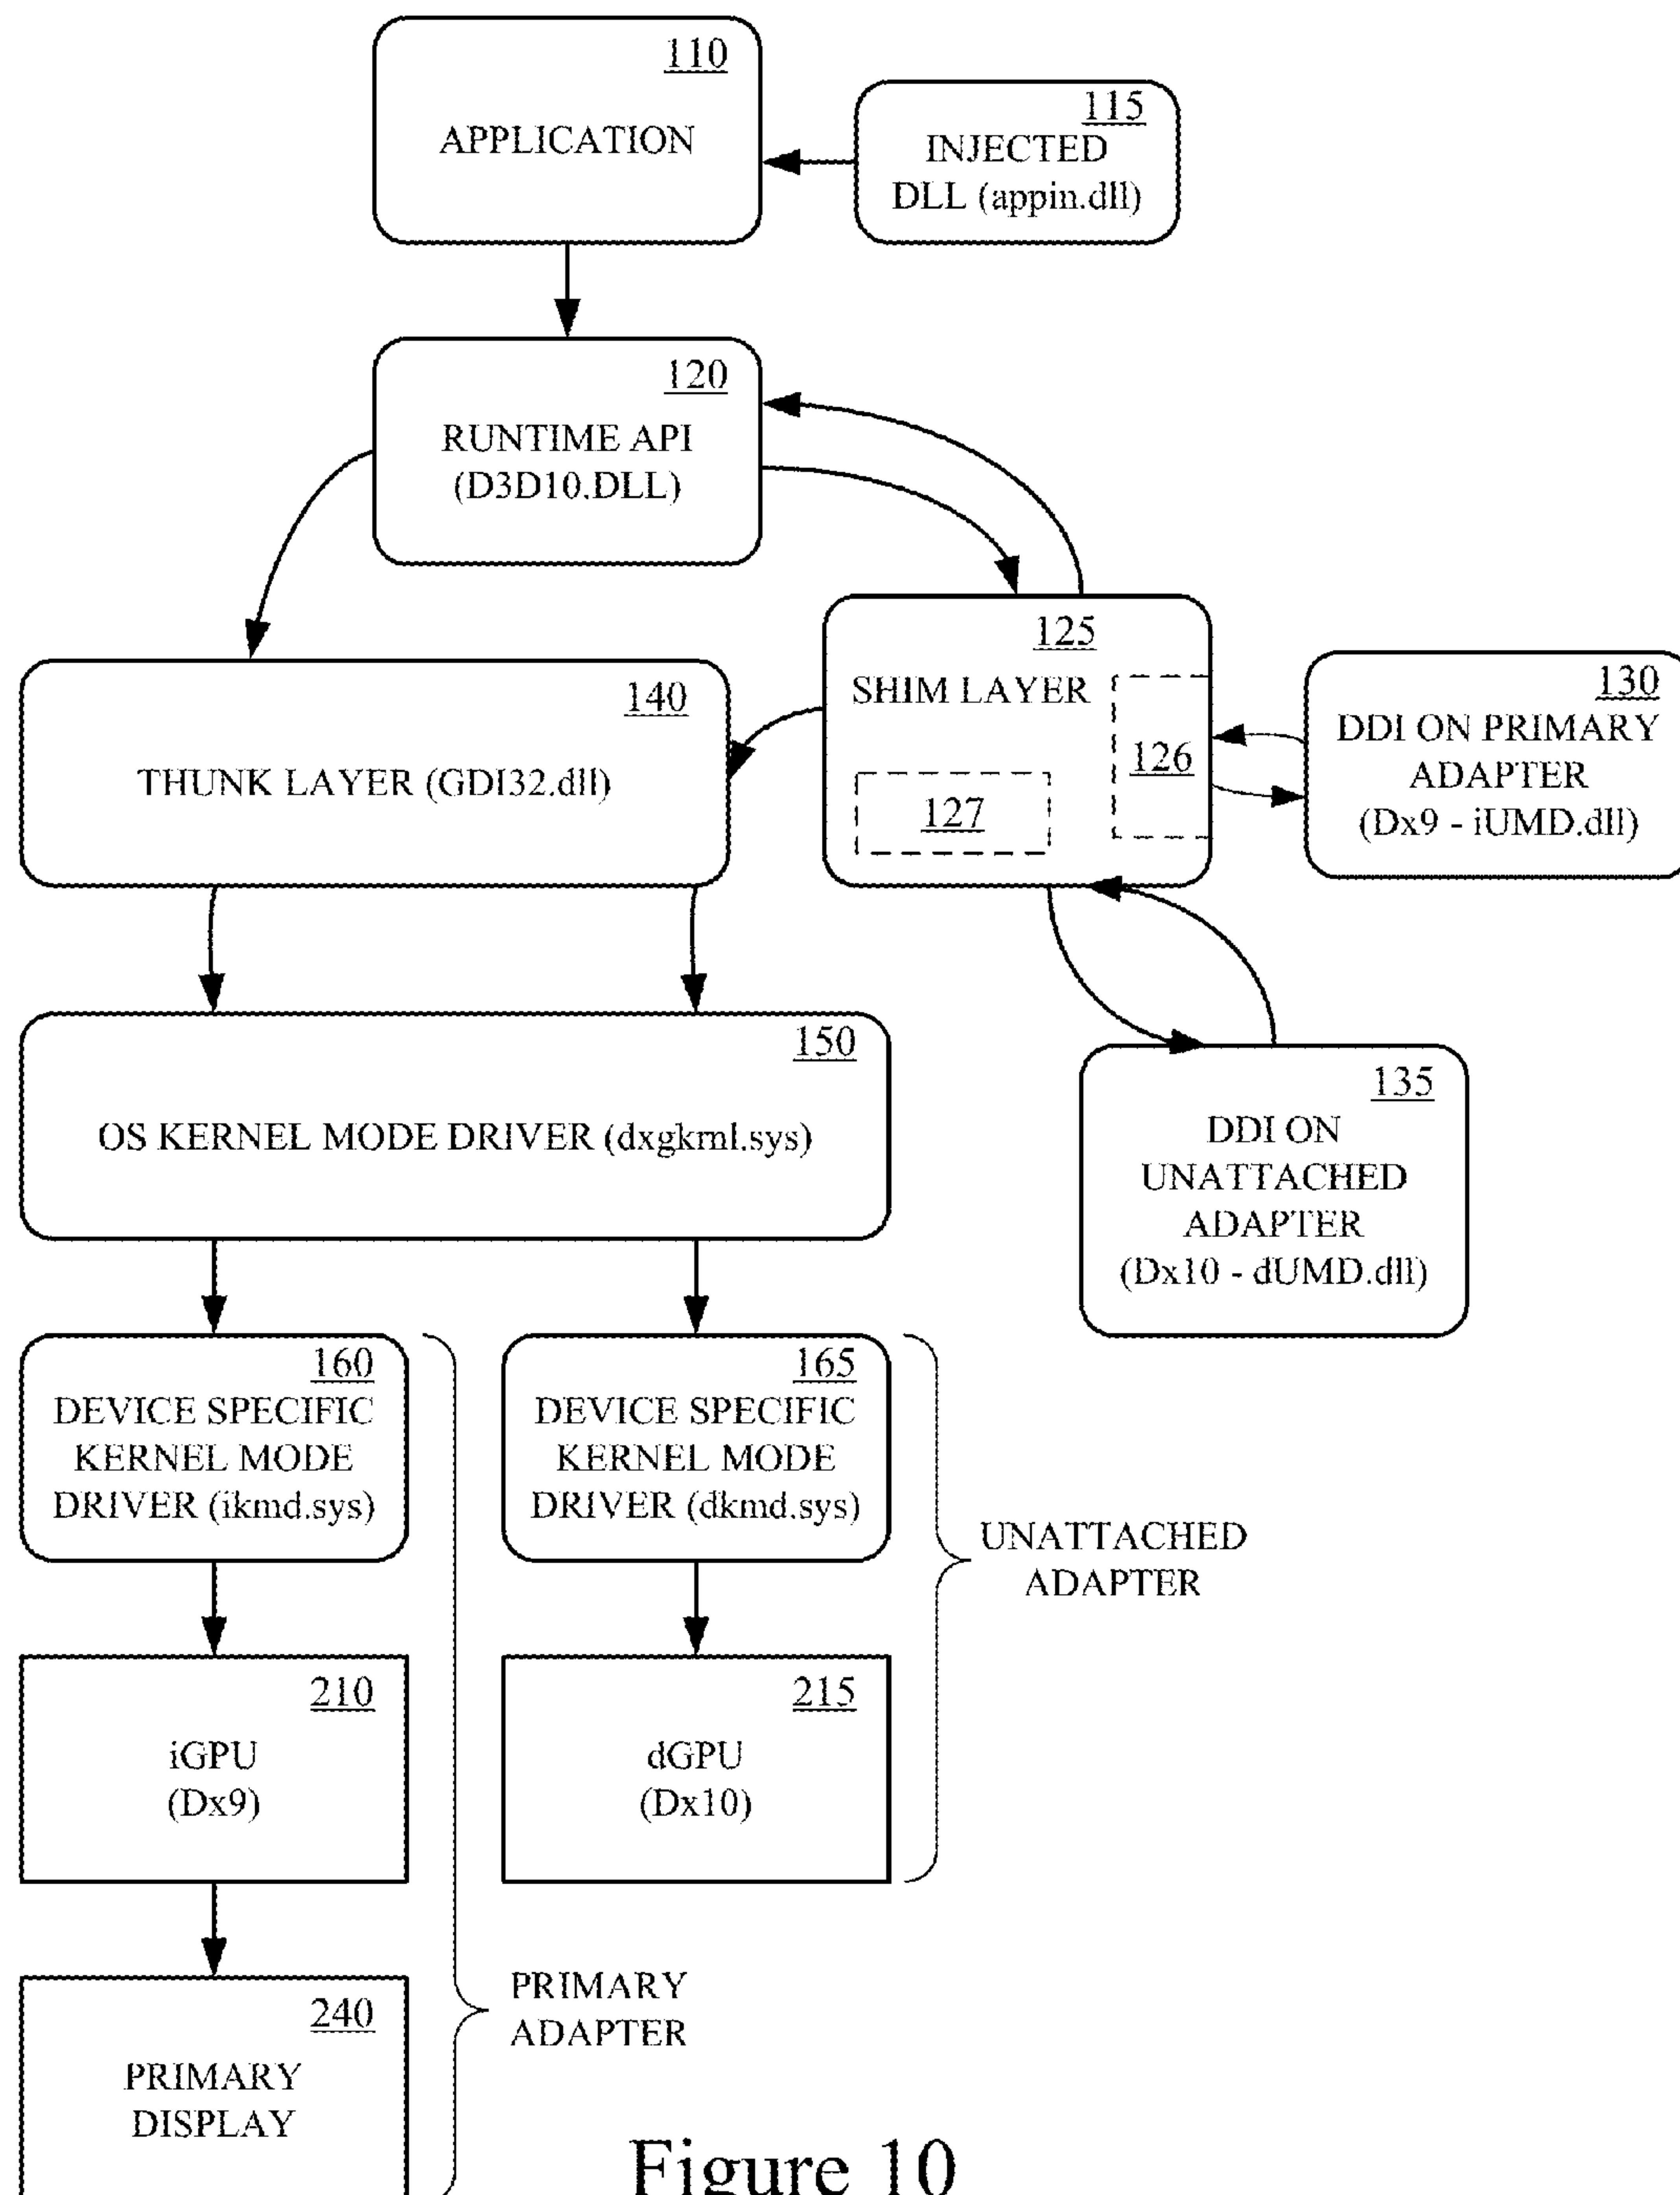 110
APPLICATION
115
INJECTED
DLL (appin.dll)
120
RUNTIME API
(D3D10.DLL)
125
SHIM LAYER
126
127
130
DDI ON PRIMARY
ADAPTER
(Dx9 - iUMD.dll)
140
THUNK LAYER (GDI32.dll)
150
OS KERNEL MODE DRIVER (dxgkrnl.sys)
135
DDI ON
UNATTACHED
ADAPTER
(Dx10 - dUMD.dll)
160
DEVICE SPECIFIC
KERNEL MODE
DRIVER (ikmd.sys)
165
DEVICE SPECIFIC
KERNEL MODE
DRIVER (dkmd.sys)
UNATTACHED
ADAPTER
210
iGPU
(Dx9)
215
dGPU
(Dx10)
PRIMARY
ADAPTER
240
PRIMARY
DISPLAY
Figure 10